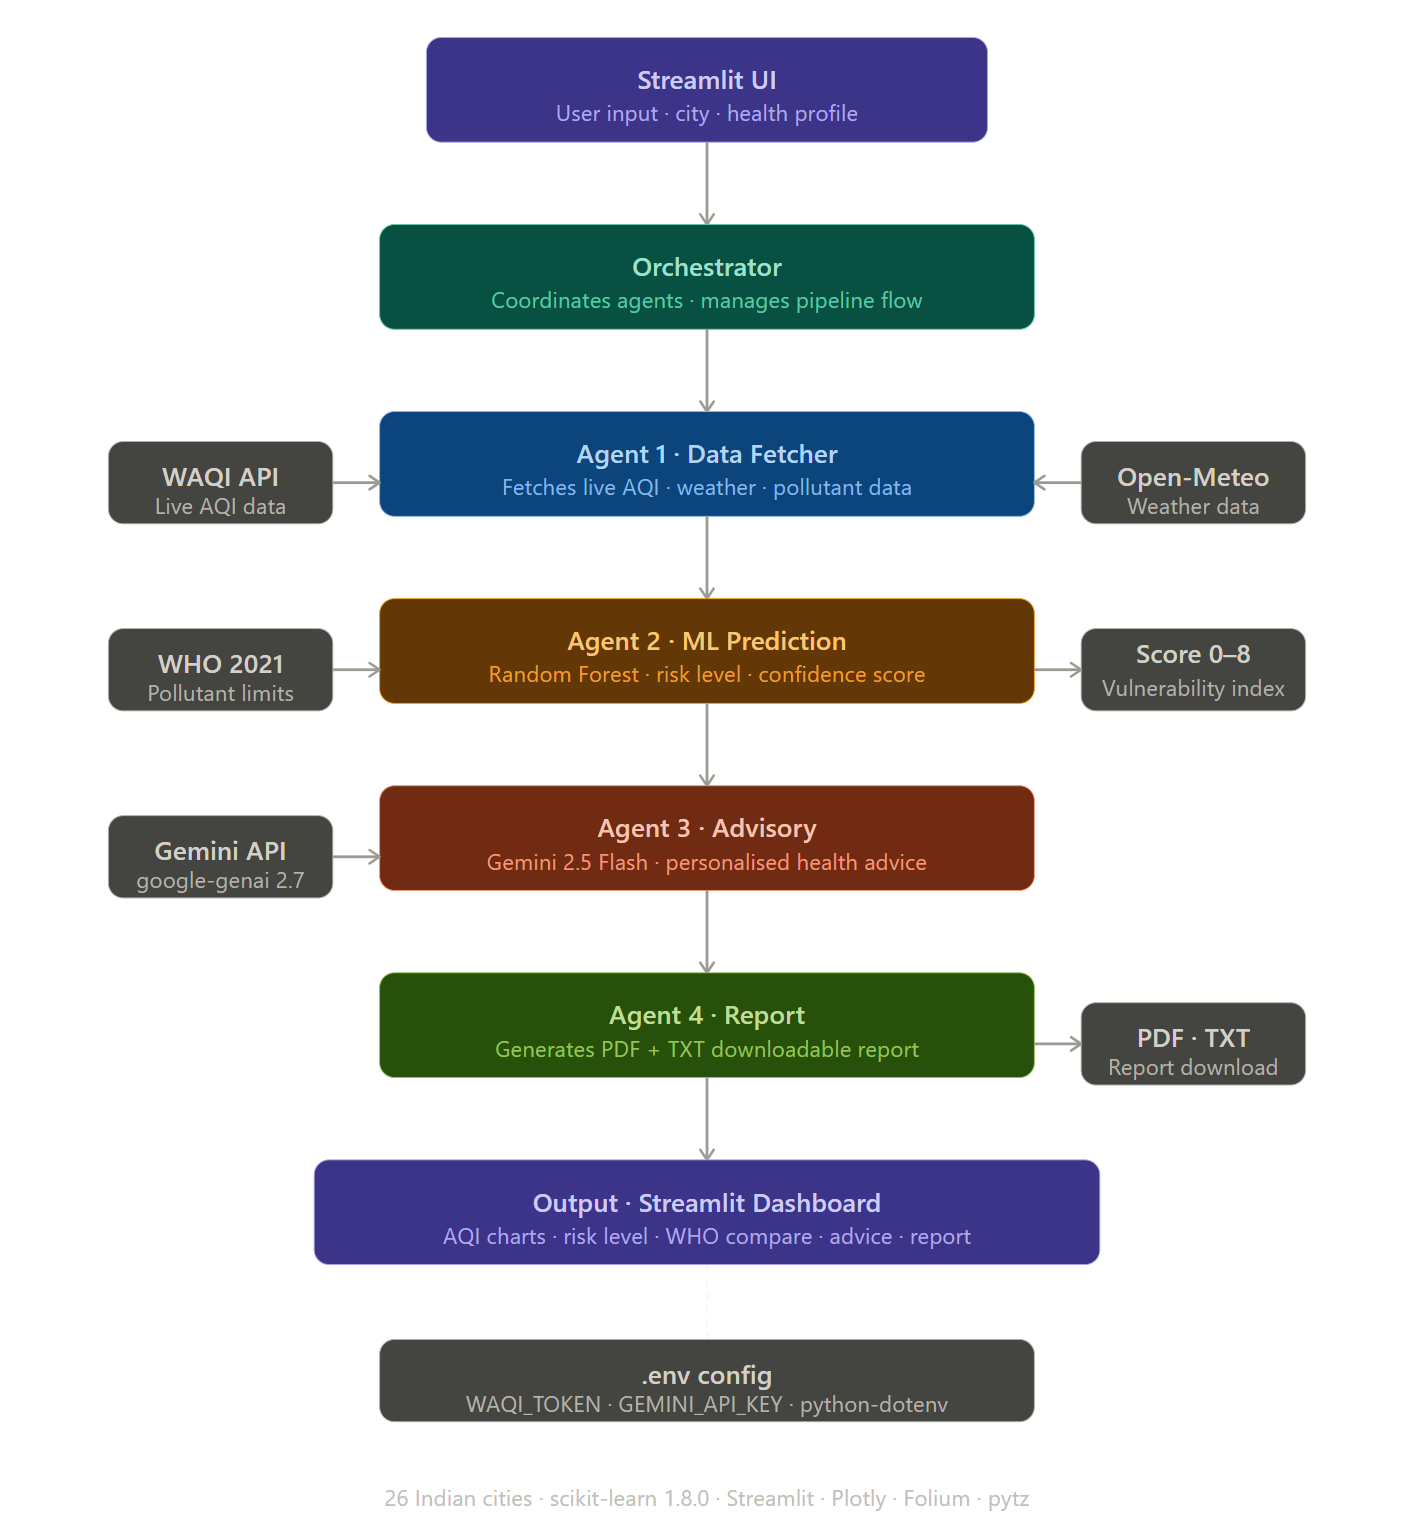 Streamlit UI
User input · city · health profile
Orchestrator
Coordinates agents · manages pipeline flow
WAQI API
Live AQI data
Agent 1 · Data Fetcher
Fetches live AQI · weather · pollutant data
Open-Meteo
Weather data
WHO 2021
Pollutant limits
Agent 2 · ML Prediction
Random Forest · risk level · confidence score
Score 0–8
Vulnerability index
Gemini API
google-genai 2.7
Agent 3 · Advisory
Gemini 2.5 Flash · personalised health advice
Agent 4 · Report
Generates PDF + TXT downloadable report
PDF · TXT
Report download
Output · Streamlit Dashboard
AQI charts · risk level · WHO compare · advice · report
.env config
WAQI_TOKEN · GEMINI_API_KEY · python-dotenv
26 Indian cities · scikit-learn 1.8.0 · Streamlit · Plotly · Folium · pytz